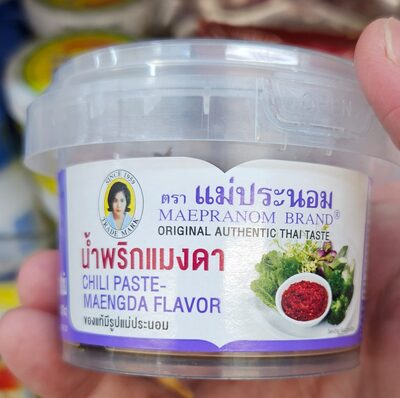 OPEN
SINCE 1959
TRADE MARK
ตรา แม่ประนอม
MAEPRANOM BRAND®
ORIGINAL AUTHENTIC THAI TASTE
น้ำพริกแมงดา
CHILI PASTE-
MAENGDA FLAVOR
ของแท้มีรูปแม่ประนอม